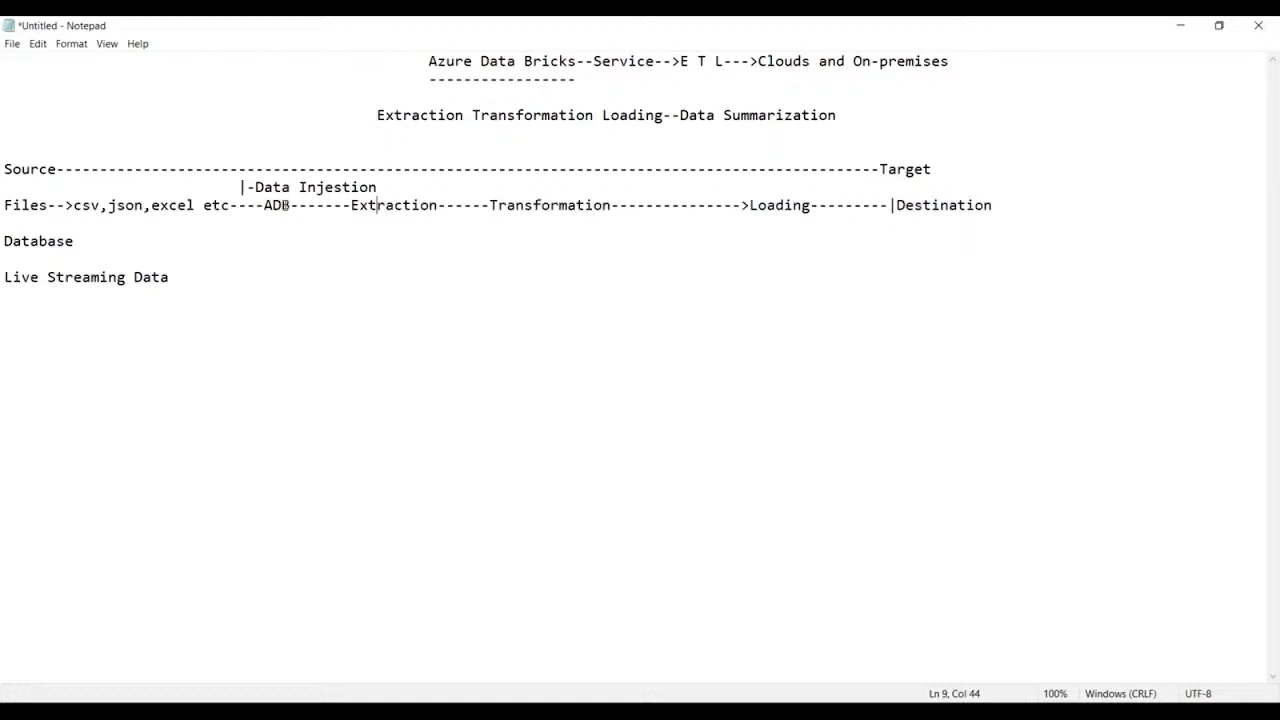 *Untitled - Notepad
File Edit Format View Help
Azure Data Bricks--Service-->E T L--->Clouds and On-premises
-----------------
Extraction Transformation Loading--Data Summarization
Source-----------------------------------------------------------------------------------------------Target
|-Data Injestion
Files-->csv,json,excel etc----ADB-------Extraction------Transformation--------------->Loading---------|Destination
Database
Live Streaming Data
Ln 9, Col 44 100% Windows (CRLF) UTF-8